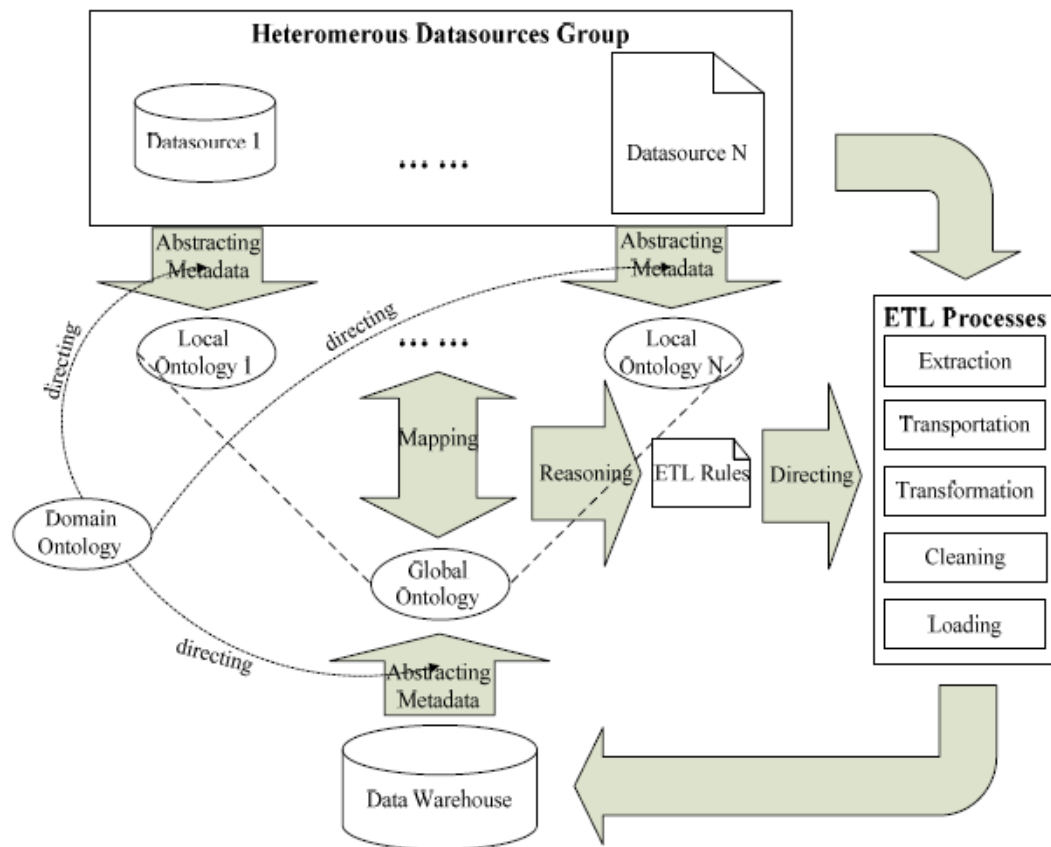 Heteromerous Datasources Group
Datasource 1
... ...
Datasource N
Abstracting
Metadata
Abstracting
Metadata
directing
directing
Local
Ontology 1
... ...
Local
Ontology N
ETL Processes
Extraction
Transportation
Transformation
Cleaning
Loading
Mapping
Reasoning
ETL Rules
Directing
Domain
Ontology
Global
Ontology
directing
Abstracting
Metadata
Data Warehouse